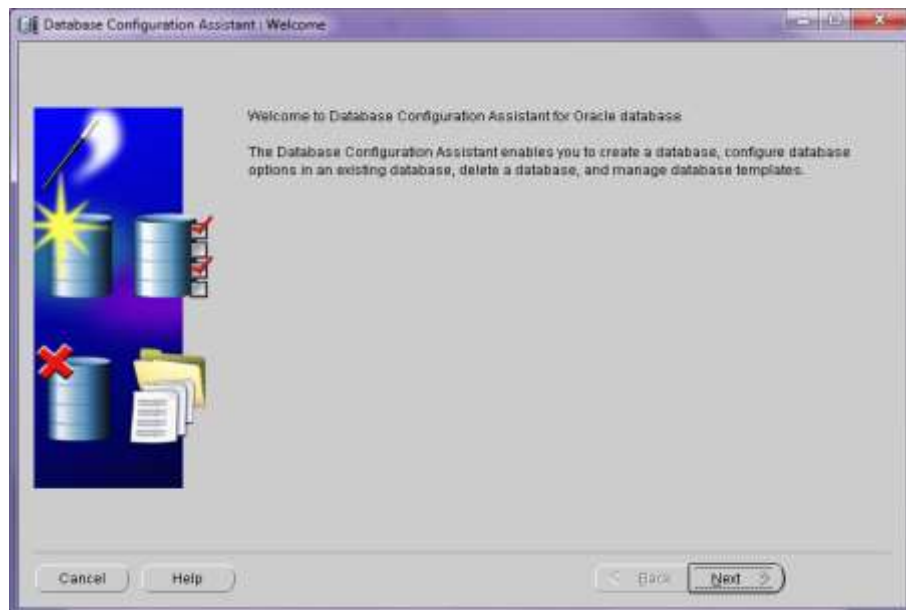 Database Configuration Assistant : Welcome
Welcome to Database Configuration Assistant for Oracle database.
The Database Configuration Assistant enables you to create a database, configure database
options in an existing database, delete a database, and manage database templates.
Cancel Help Back Next